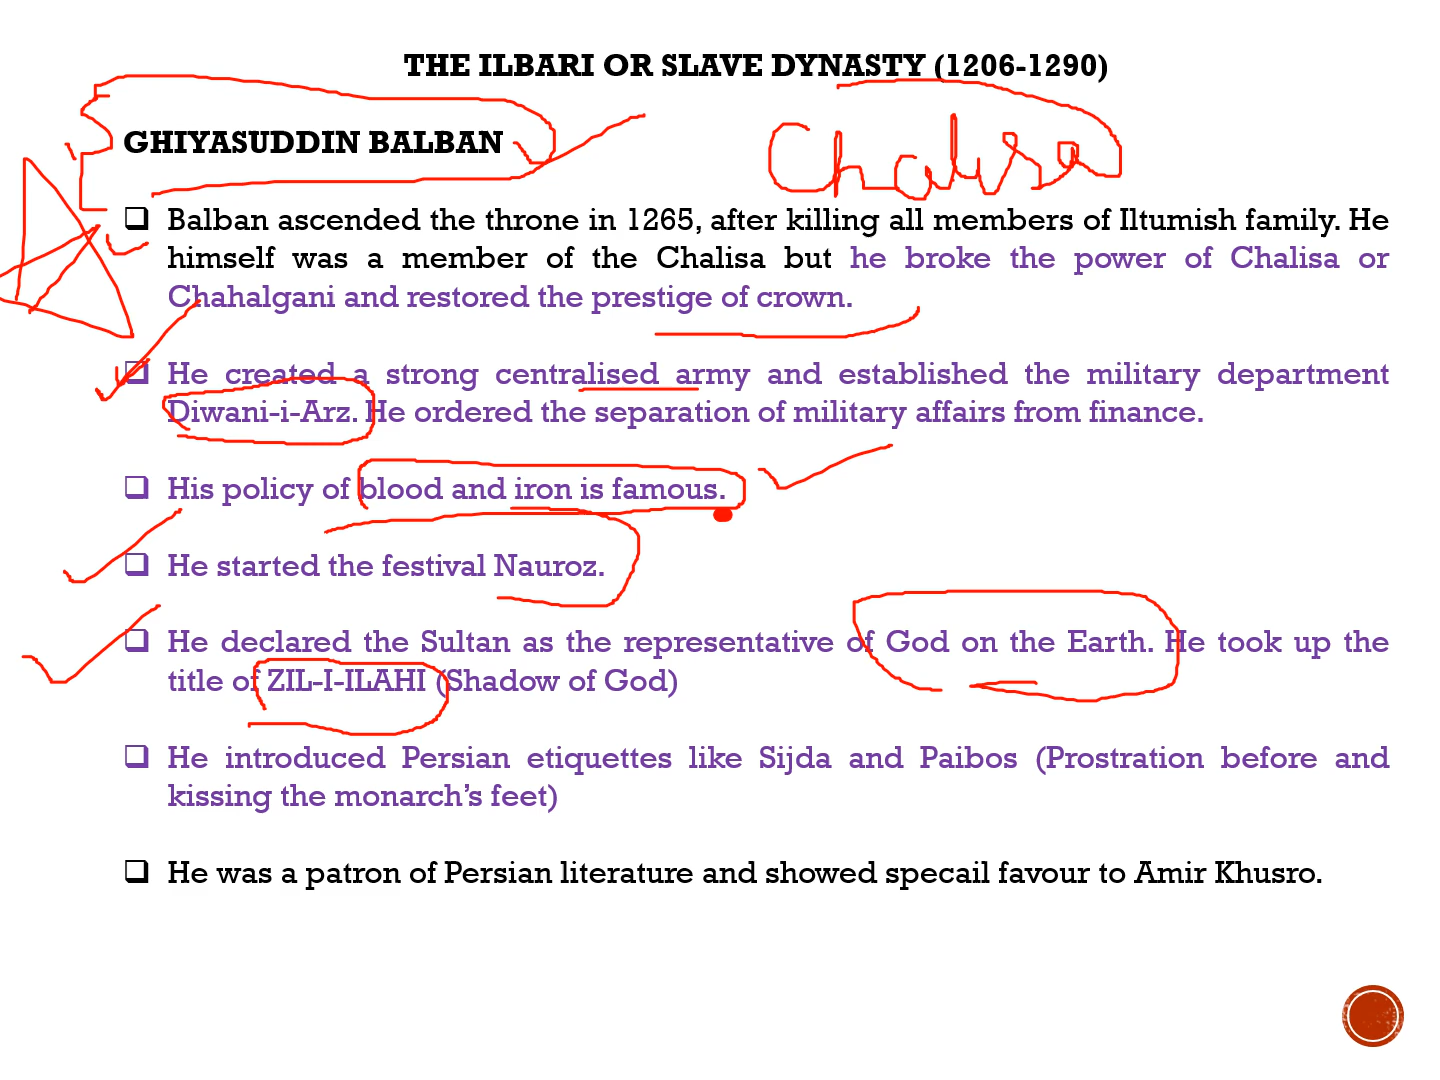 THE ILBARI OR SLAVE DYNASTY (1206-1290)
GHIYASUDDIN BALBAN
Chalisa
❑ Balban ascended the throne in 1265, after killing all members of Iltumish family. He
himself was a member of the Chalisa but he broke the power of Chalisa or
Chahalgani and restored the prestige of crown.
❑ He created a strong centralised army and established the military department
Diwani-i-Arz. He ordered the separation of military affairs from finance.
❑ His policy of blood and iron is famous.
❑ He started the festival Nauroz.
❑ He declared the Sultan as the representative of God on the Earth. He took up the
title of ZIL-I-ILAHI (Shadow of God)
❑ He introduced Persian etiquettes like Sijda and Paibos (Prostration before and
kissing the monarch’s feet)
❑ He was a patron of Persian literature and showed specail favour to Amir Khusro.